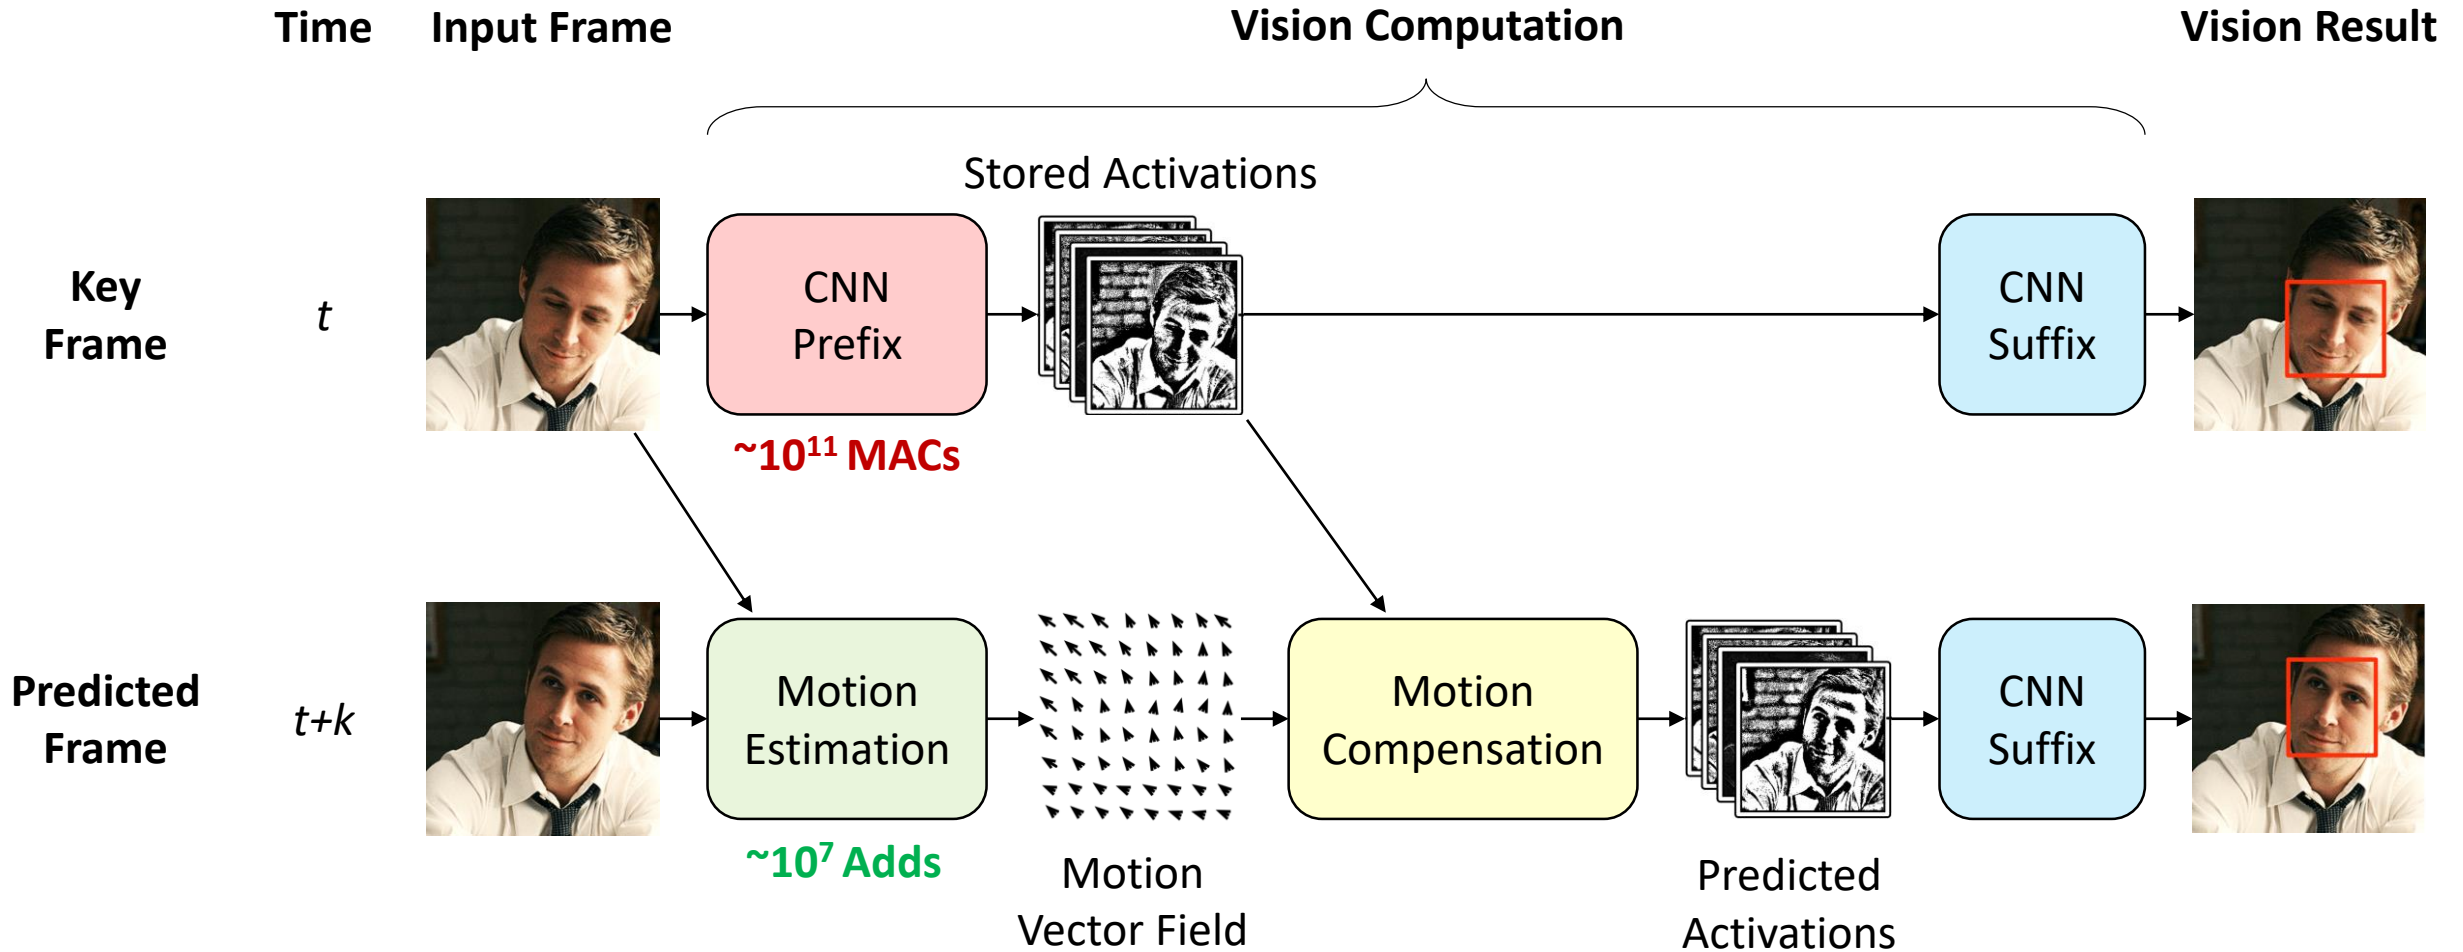 Time Input Frame Vision Computation Vision Result
Stored Activations
Key
Frame
t
CNN
Prefix
CNN
Suffix
~10¹¹ MACs
Predicted
Frame
t+k
Motion
Estimation
Motion
Compensation
CNN
Suffix
~10⁷ Adds
Motion
Vector Field
Predicted
Activations